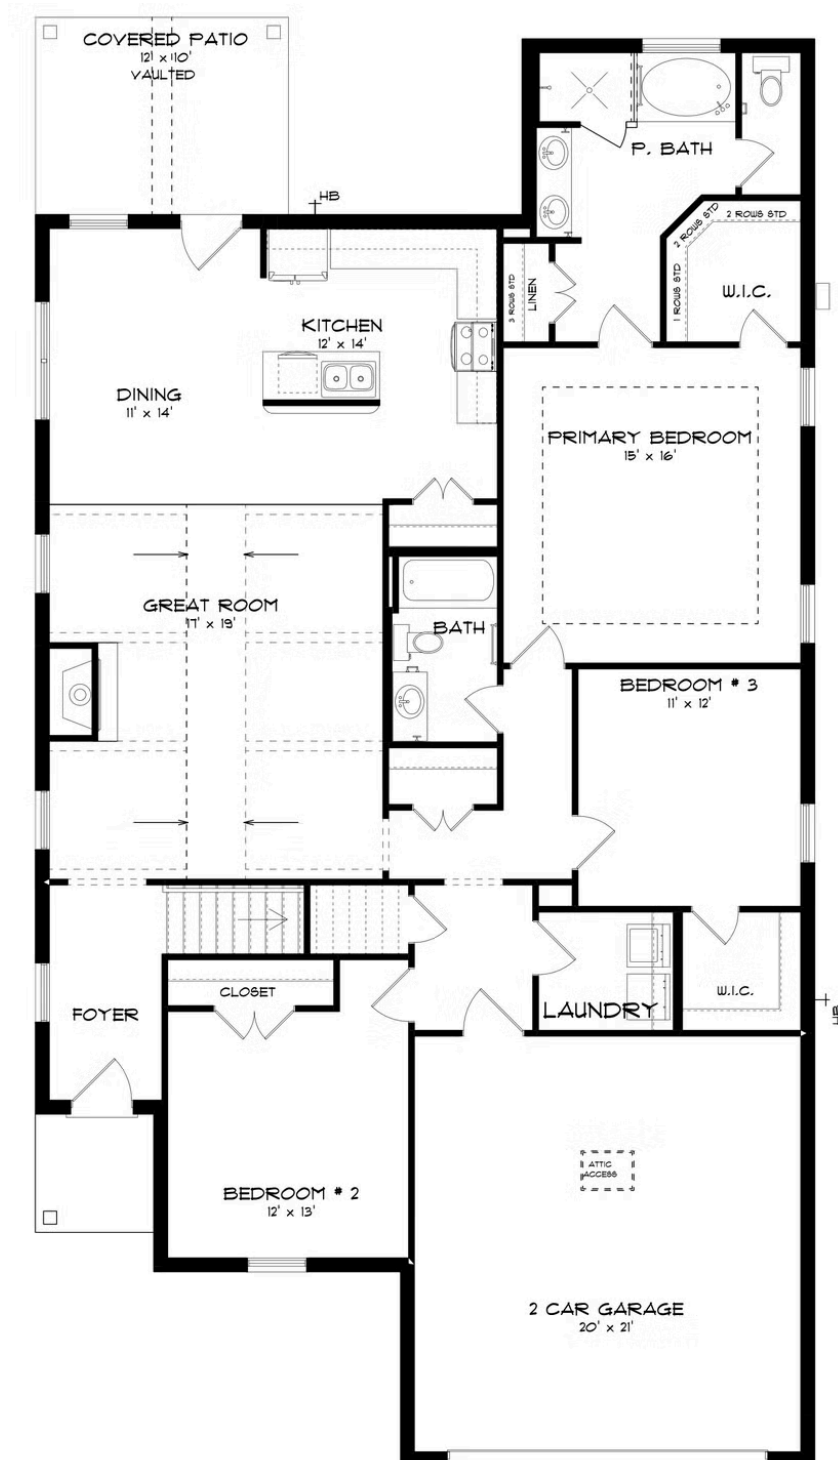 COVERED PATIO
12' x 10'
VAULTED
HB
P. BATH
2 ROWS STD
2 ROWS STD
1 ROWS STD
W.I.C.
3 ROWS STD
LINEN
KITCHEN
12' x 14'
DINING
11' x 14'
PRIMARY BEDROOM
15' x 16'
GREAT ROOM
17' x 19'
BATH
BEDROOM # 3
11' x 12'
CLOSET
FOYER
LAUNDRY
W.I.C.
HB
ATTIC
ACCESS
BEDROOM # 2
12' x 13'
2 CAR GARAGE
20' x 21'